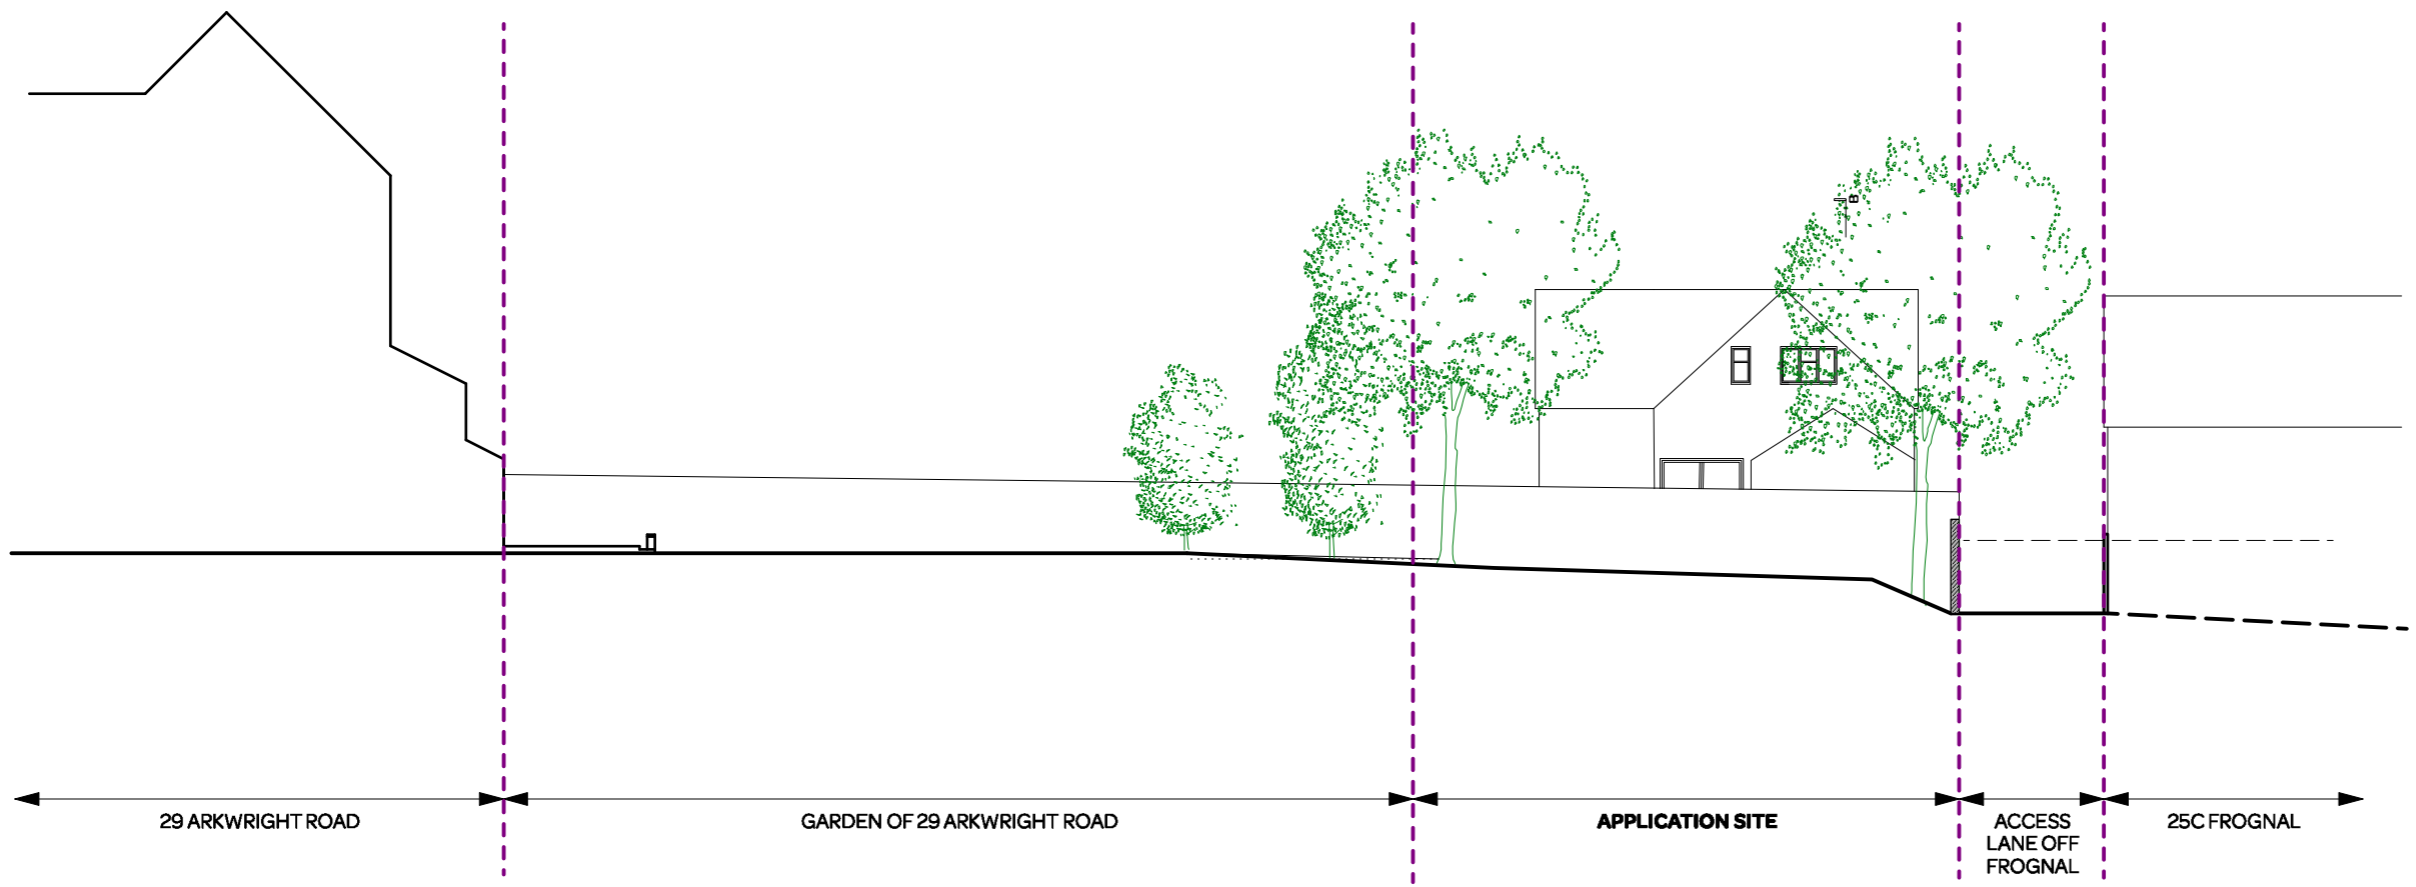 29 ARKWRIGHT ROAD
GARDEN OF 29 ARKWRIGHT ROAD
APPLICATION SITE
ACCESS
LANE OFF
FROGNAL
25C FROGNAL